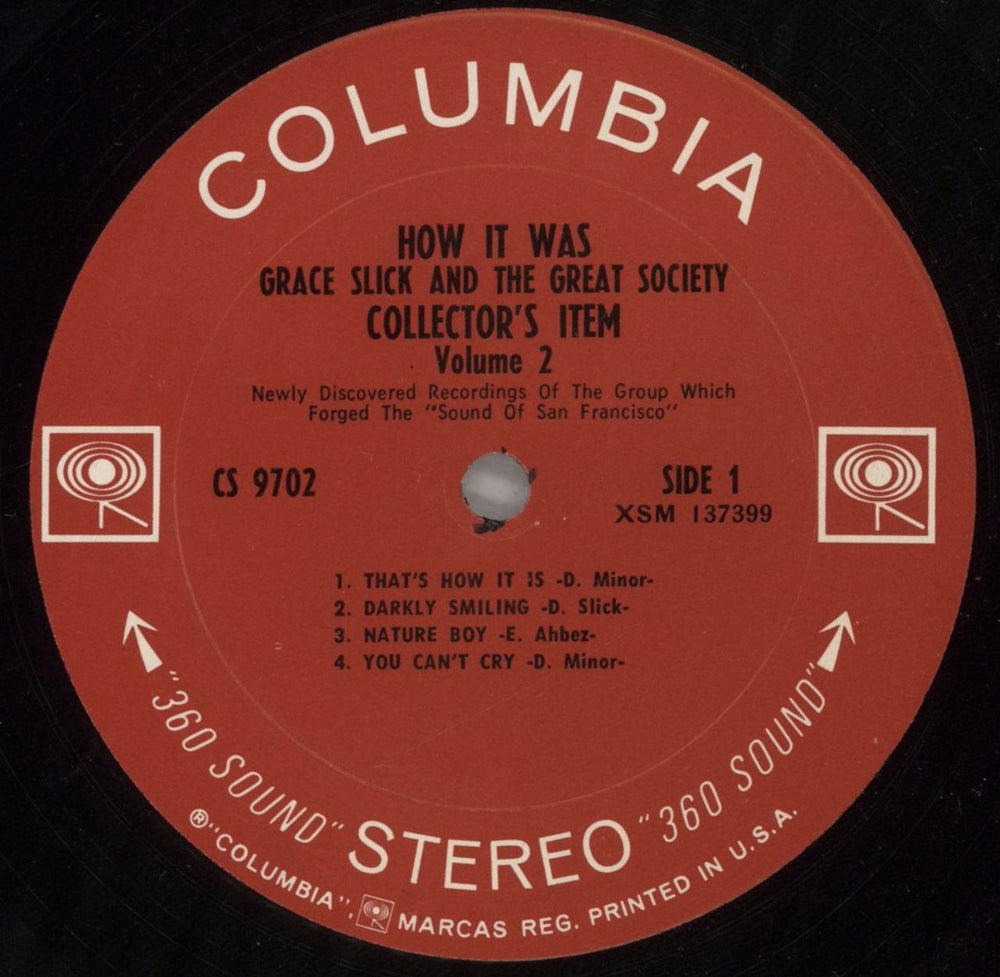 COLUMBIA
HOW IT WAS
GRACE SLICK AND THE GREAT SOCIETY
COLLECTOR'S ITEM
Volume 2
Newly Discovered Recordings Of The Group Which
Forged The "Sound Of San Francisco"
CS 9702
SIDE 1
XSM 137399
1. THAT'S HOW IT IS -D. Minor-
2. DARKLY SMILING -D. Slick-
3. NATURE BOY -E. Ahbez-
4. YOU CAN'T CRY -D. Minor-
"360 SOUND" STEREO "360 SOUND"
® "COLUMBIA", MARCAS REG. PRINTED IN U.S.A.